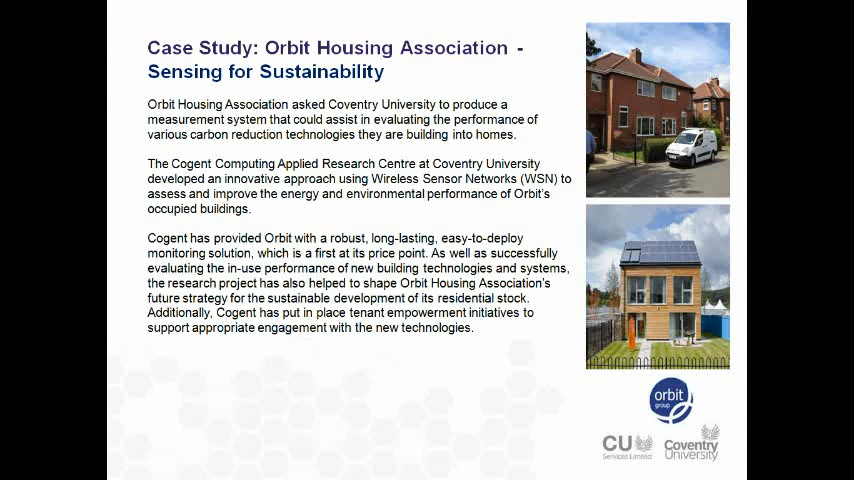 Case Study: Orbit Housing Association -
Sensing for Sustainability
Orbit Housing Association asked Coventry University to produce a
measurement system that could assist in evaluating the performance of
various carbon reduction technologies they are building into homes.
The Cogent Computing Applied Research Centre at Coventry University
developed an innovative approach using Wireless Sensor Networks (WSN) to
assess and improve the energy and environmental performance of Orbit's
occupied buildings.
Cogent has provided Orbit with a robust, long-lasting, easy-to-deploy
monitoring solution, which is a first at its price point. As well as successfully
evaluating the in-use performance of new building technologies and systems,
the research project has also helped to shape Orbit Housing Association's
future strategy for the sustainable development of its residential stock.
Additionally, Cogent has put in place tenant empowerment initiatives to
support appropriate engagement with the new technologies.
orbit
group
CU
Services Limited
Coventry
University